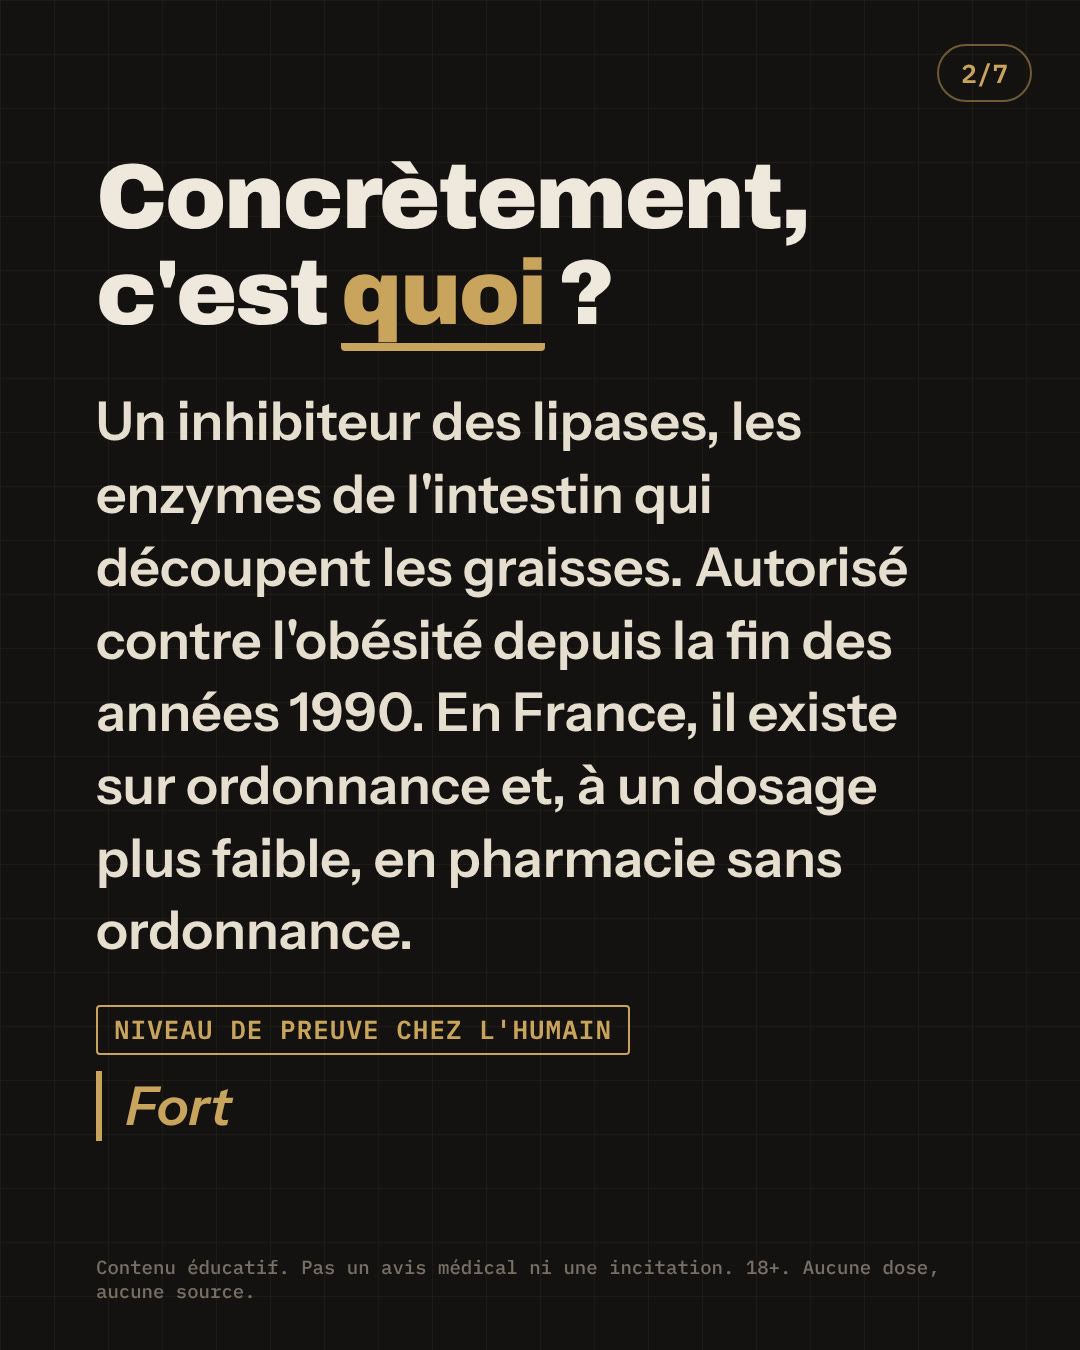 2/7
Concrètement,
c'est quoi ?
Un inhibiteur des lipases, les
enzymes de l'intestin qui
découpent les graisses. Autorisé
contre l'obésité depuis la fin des
années 1990. En France, il existe
sur ordonnance et, à un dosage
plus faible, en pharmacie sans
ordonnance.
NIVEAU DE PREUVE CHEZ L'HUMAIN
Fort
Contenu éducatif. Pas un avis médical ni une incitation. 18+. Aucune dose,
aucune source.